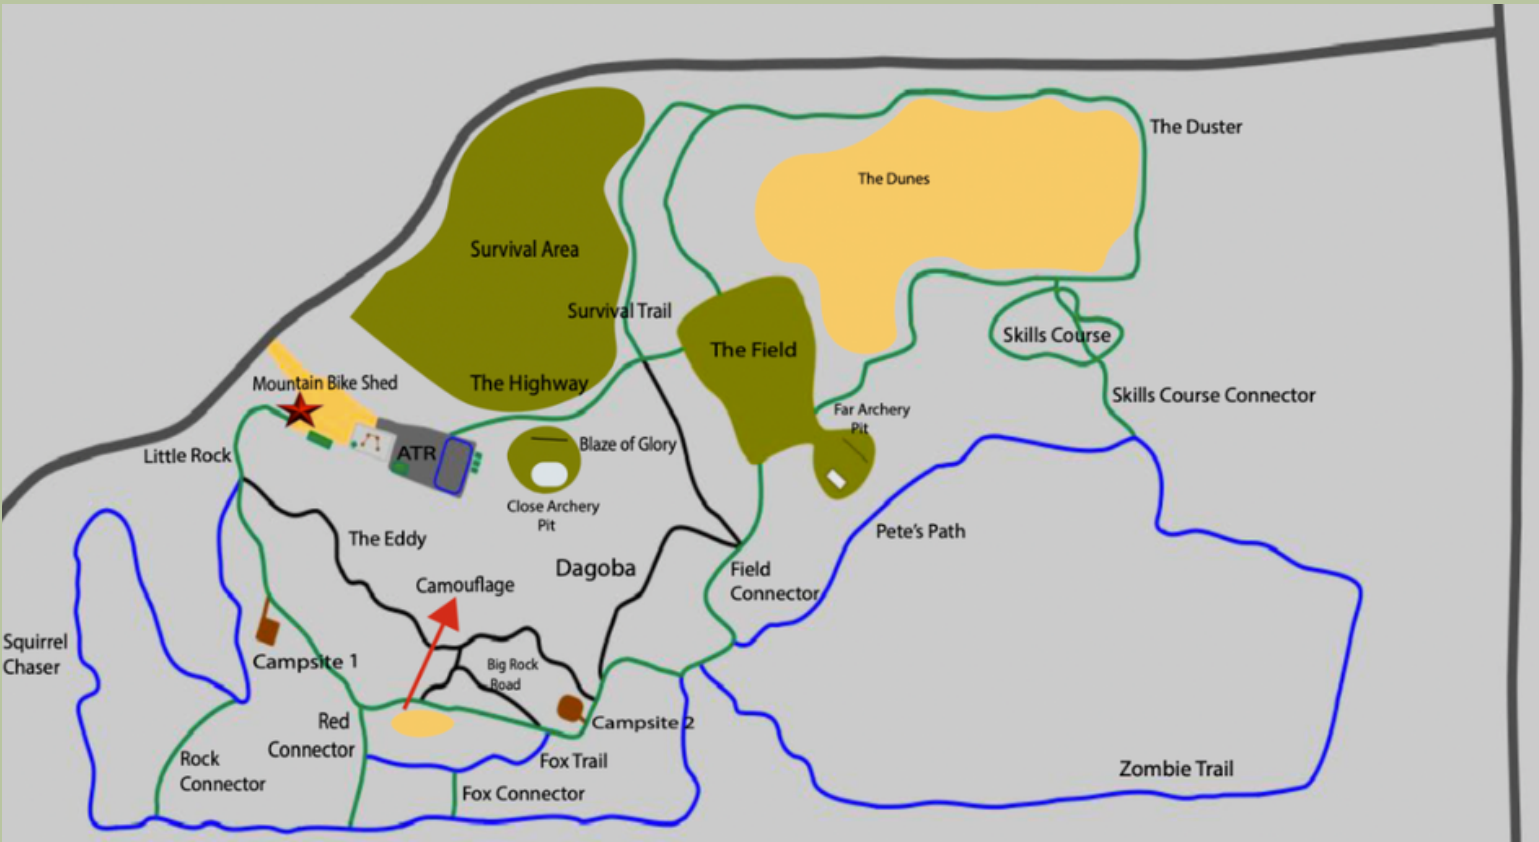 The Duster
The Dunes
Survival Area
Survival Trail
Skills Course
The Field
Mountain Bike Shed
The Highway
Skills Course Connector
Far Archery
Pit
Blaze of Glory
ATR
Little Rock
Close Archery
Pit
Pete's Path
The Eddy
Dagoba
Field
Connector
Camouflage
Squirrel
Chaser
Campsite 1
Big Rock
Road
Red
Connector
Campsite 2
Rock
Connector
Fox Trail
Zombie Trail
Fox Connector